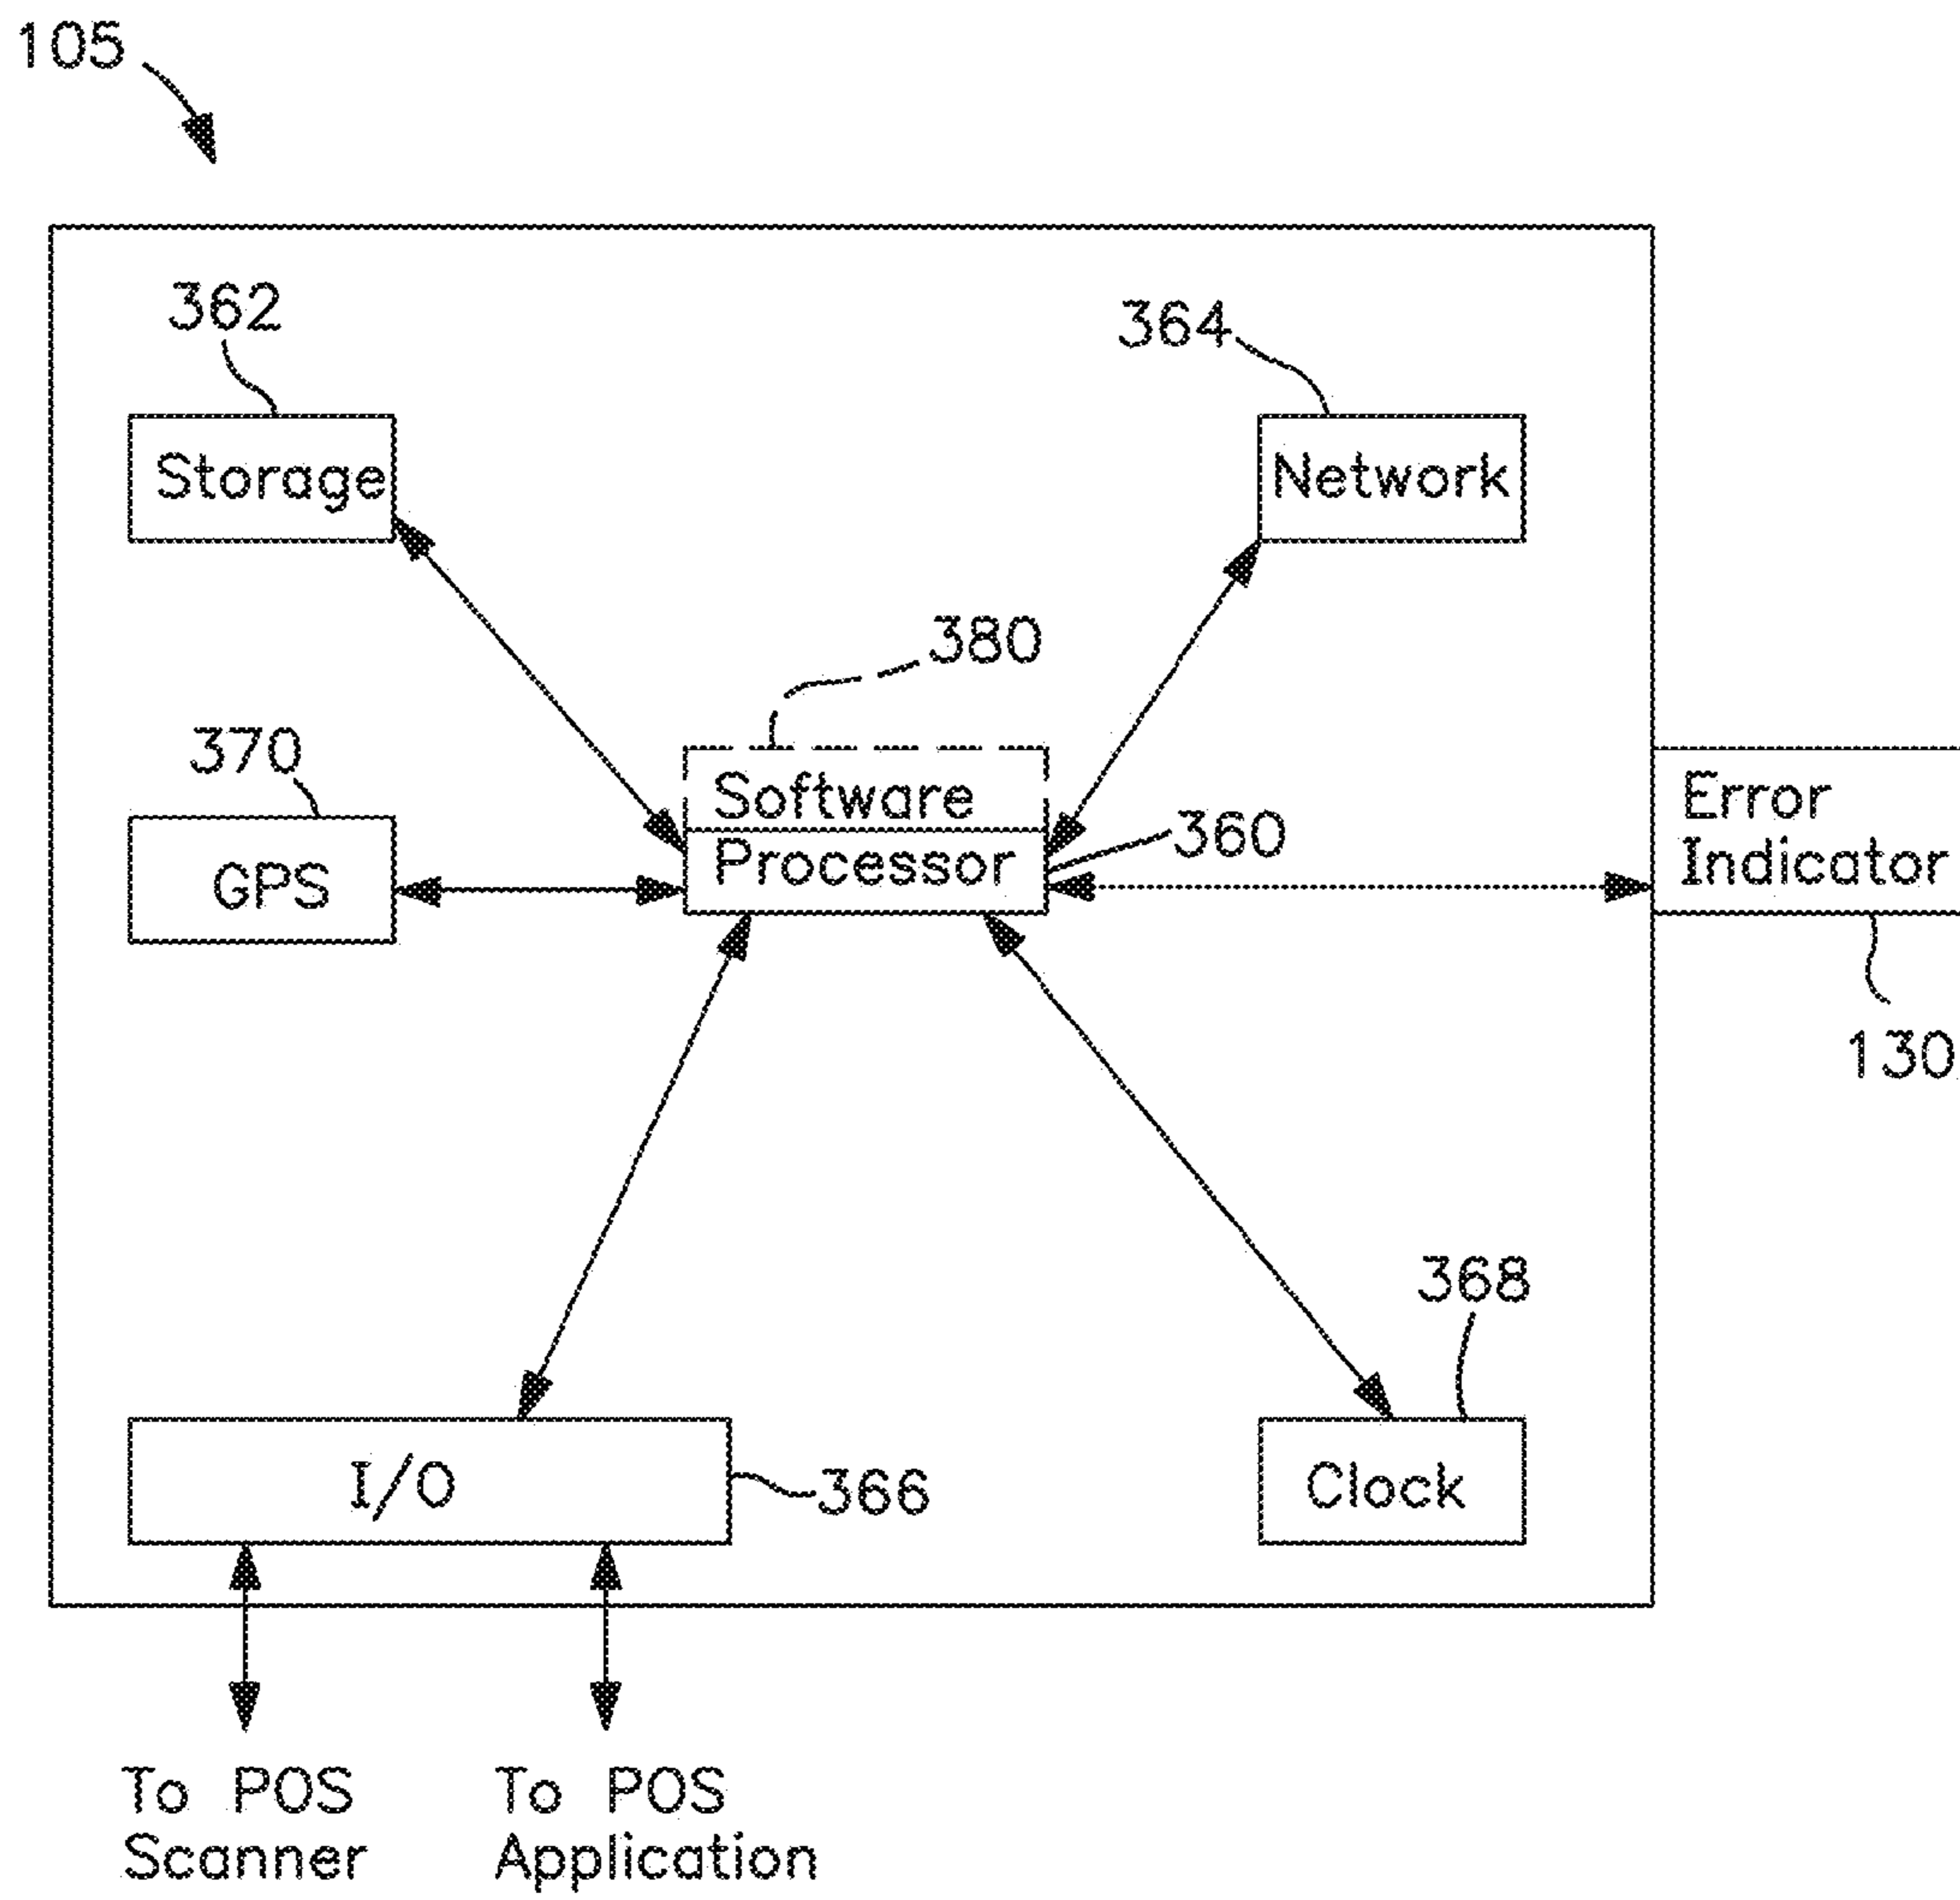 105
362
364
Storage
Network
380
370
Software
360
Error
Processor
Indicator
GPS
130
368
I/O
366
Clock
To POS
Scanner
To POS
Application